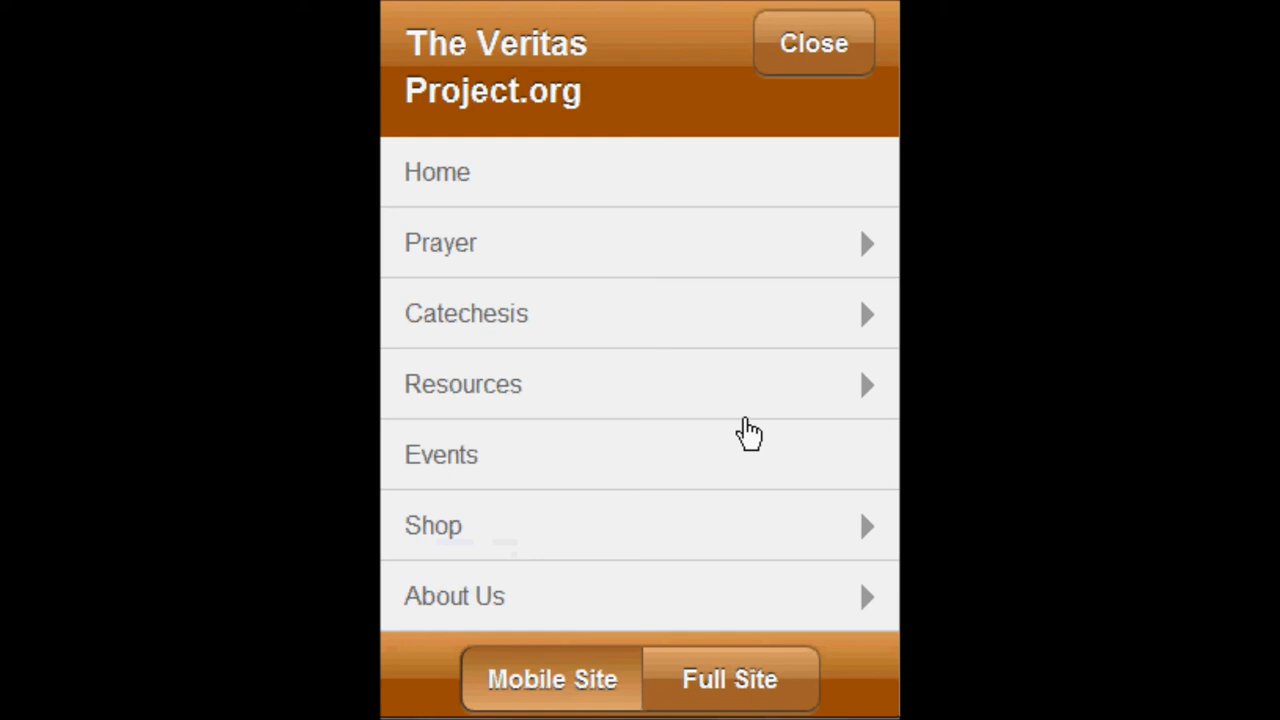 The Veritas
Project.org
Close
Home
Prayer
Catechesis
Resources
Events
Shop
About Us
Mobile Site
Full Site